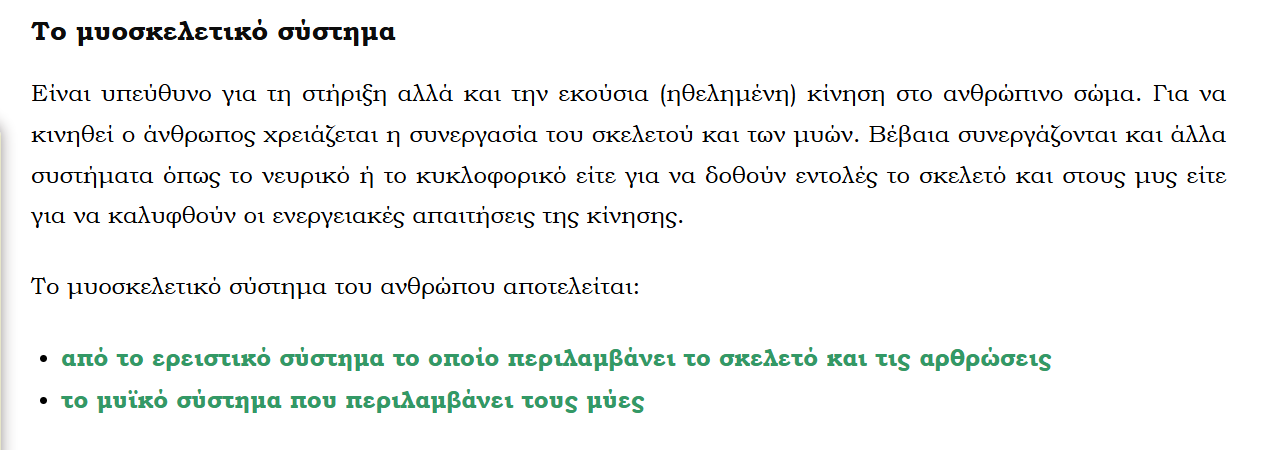 Το μυοσκελετικό σύστημα
Είναι υπεύθυνο για τη στήριξη αλλά και την εκούσια (ηθελημένη) κίνηση στο ανθρώπινο σώμα. Για να
κινηθεί ο άνθρωπος χρειάζεται η συνεργασία του σκελετού και των μυών. Βέβαια συνεργάζονται και άλλα
συστήματα όπως το νευρικό ή το κυκλοφορικό είτε για να δοθούν εντολές το σκελετό και στους μυς είτε
για να καλυφθούν οι ενεργειακές απαιτήσεις της κίνησης.
Το μυοσκελετικό σύστημα του ανθρώπου αποτελείται:
• από το ερειστικό σύστημα το οποίο περιλαμβάνει το σκελετό και τις αρθρώσεις
• το μυϊκό σύστημα που περιλαμβάνει τους μύες